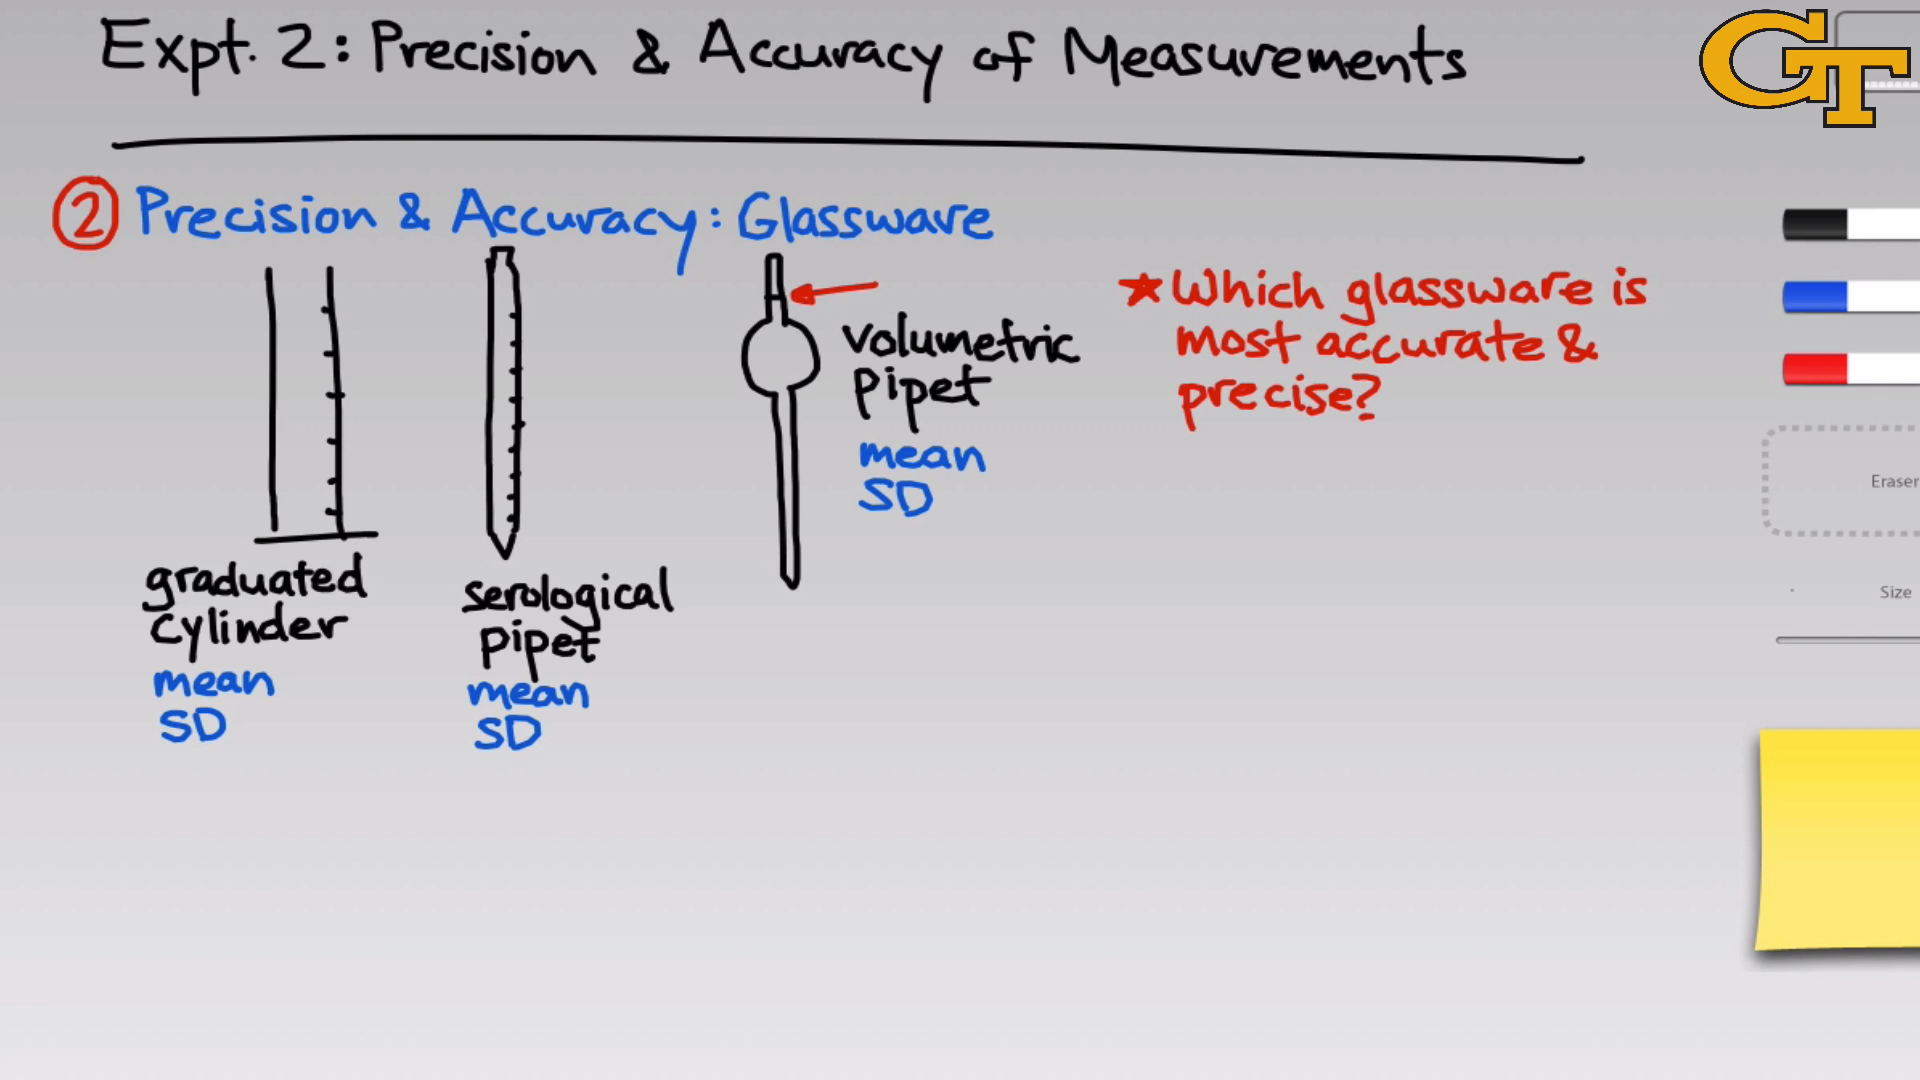 Expt. 2: Precision & Accuracy of Measurements
GT
② Precision & Accuracy: Glassware
★ Which glassware is
most accurate &
precise?
volumetric
pipet
mean
SD
graduated
cylinder
mean
SD
serological
pipet
mean
SD
Eraser
Size